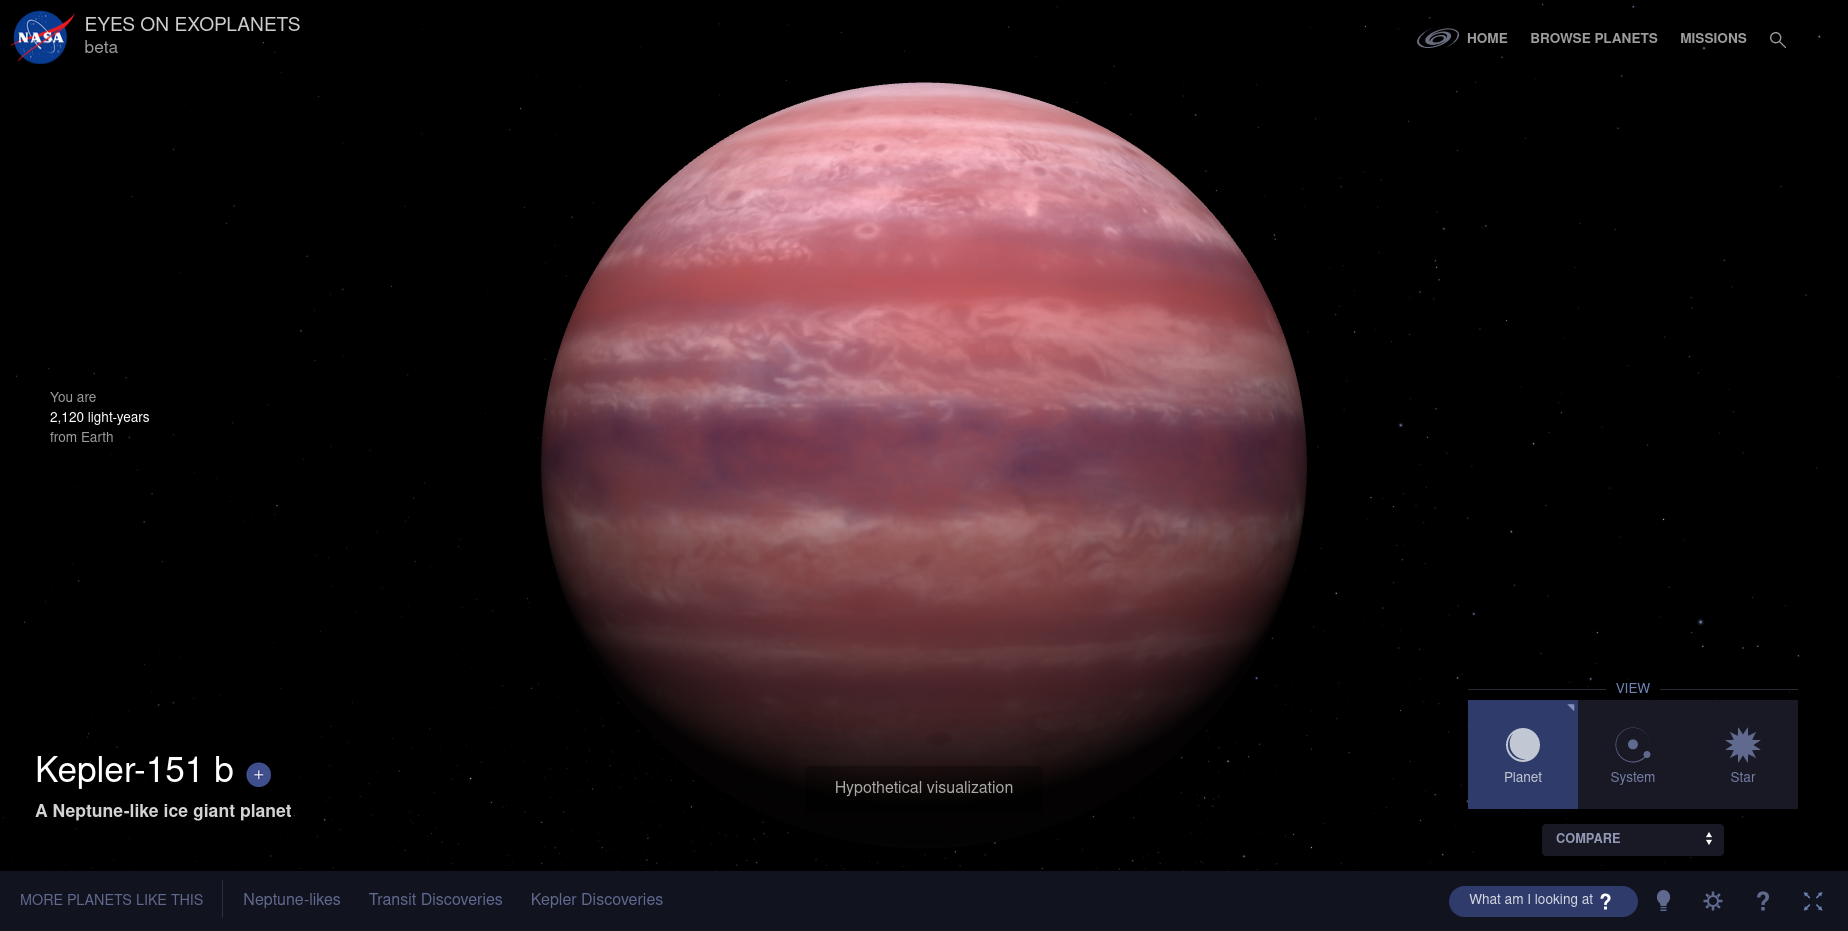 NASA
EYES ON EXOPLANETS
beta
HOME
BROWSE PLANETS
MISSIONS
You are
2,120 light-years
from Earth
Kepler-151 b +
A Neptune-like ice giant planet
Hypothetical visualization
VIEW
Planet
System
Star
COMPARE
MORE PLANETS LIKE THIS
Neptune-likes
Transit Discoveries
Kepler Discoveries
What am I looking at ?
?